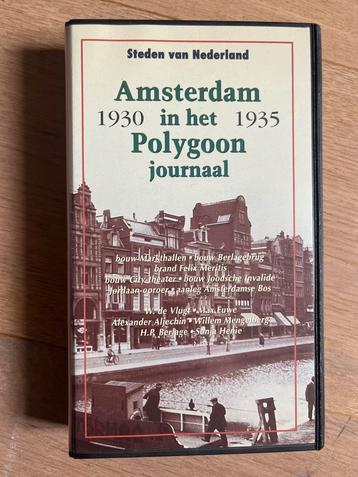 Steden van Nederland
Amsterdam
1930 in het 1935
Polygoon
journaal
bouw Markthallen • bouw Berlagebrug
brand Felix Meritis
bouw City theater • bouw Joodsche Invalide
Jordaan-oproer • aanleg Amsterdamse Bos
W. de Vlugt • Max Euwe
Alexander Aljechin • Willem Mengelberg
H.P. Berlage • Sonja Henie